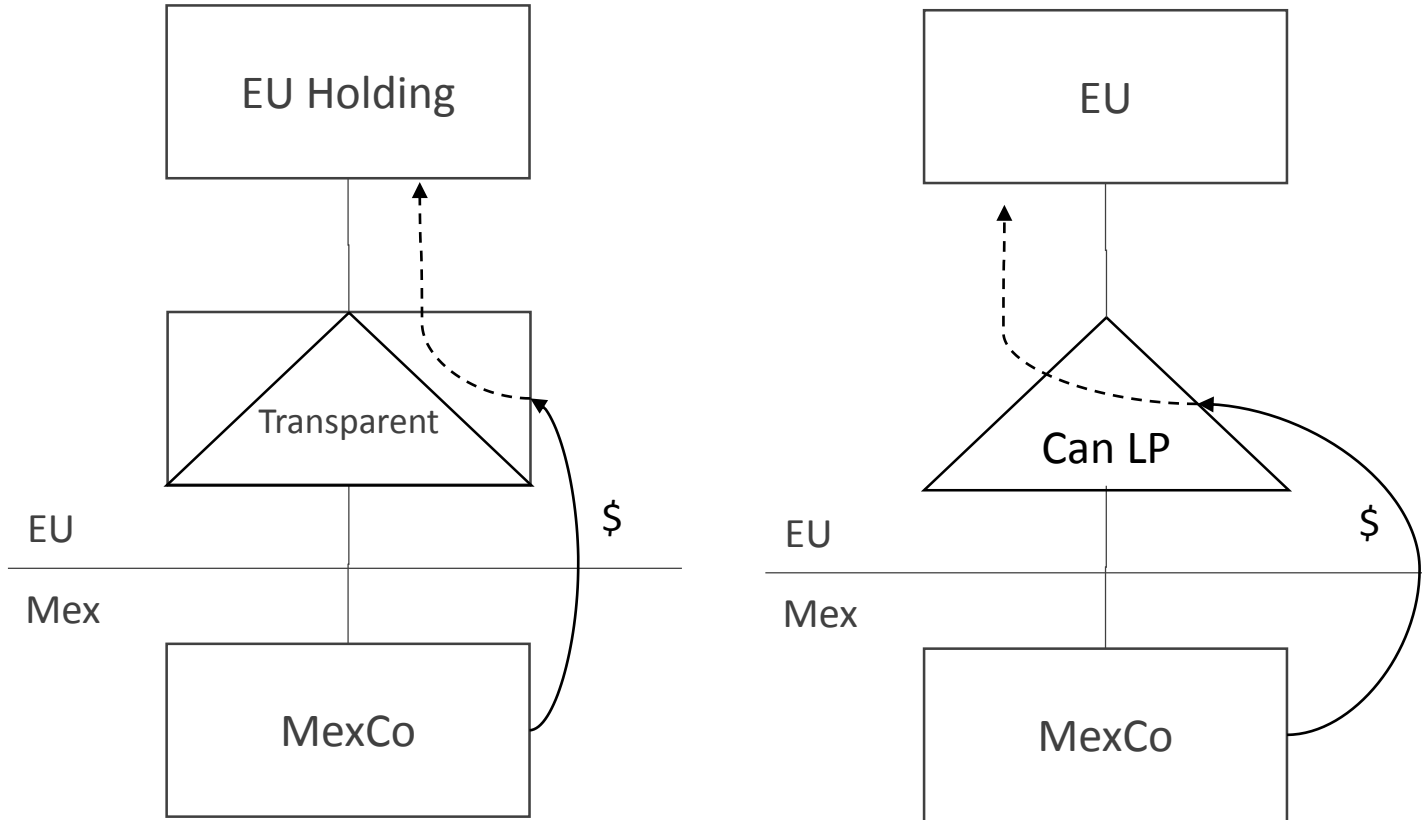 EU Holding
Transparent
$
EU
Mex
MexCo
EU
Can LP
$
EU
Mex
MexCo